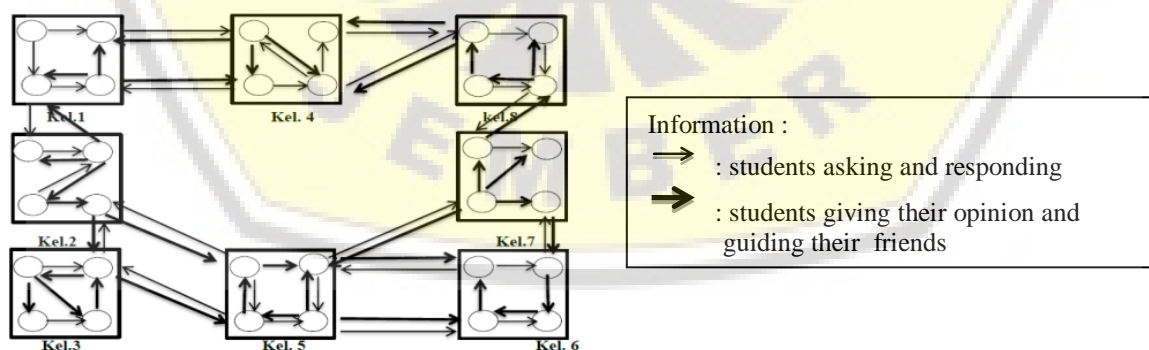 Kel.1
Kel. 4
kel.8
Kel.2
Kel.7
Kel.3
Kel. 5
Kel. 6
Information :
: students asking and responding
: students giving their opinion and
guiding their friends
JEMBER